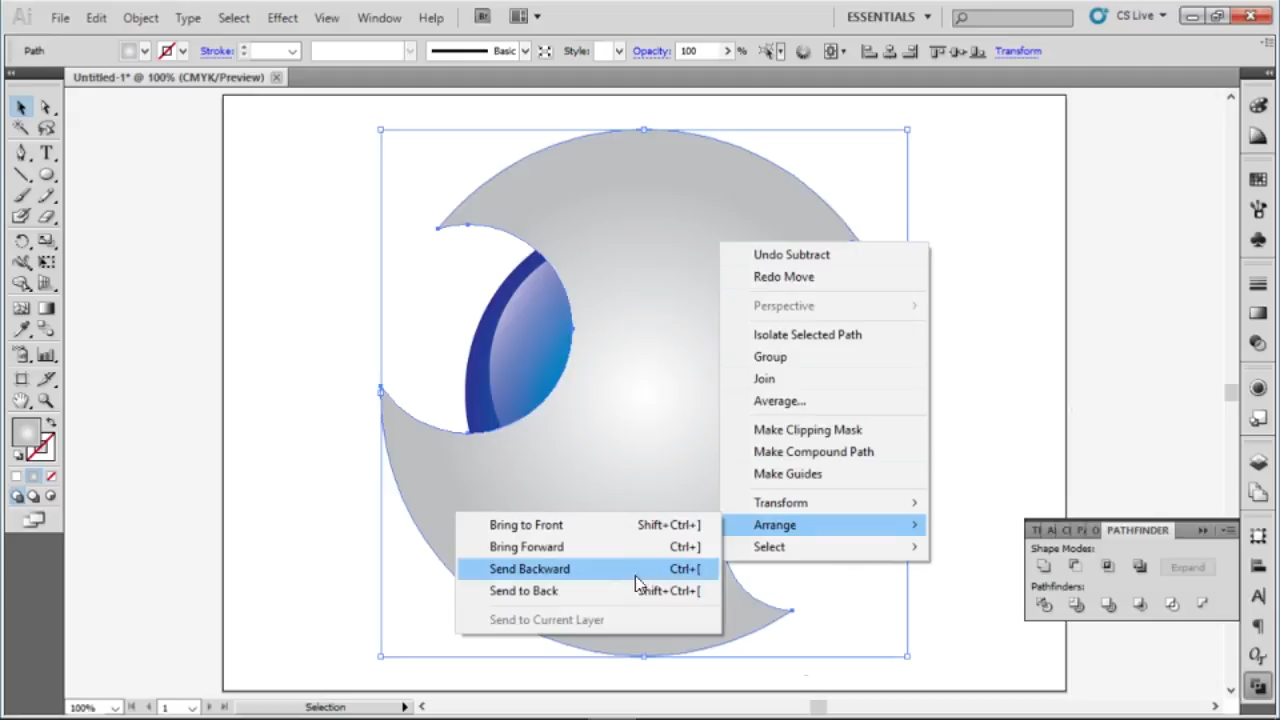 Ai File Edit Object Type Select Effect View Window Help Br ESSENTIALS CS Live
Path Stroke: Basic Style: Opacity: 100 % Transform
Untitled-1* @ 100% (CMYK/Preview)
Undo Subtract
Redo Move
Perspective
Isolate Selected Path
Group
Join
Average...
Make Clipping Mask
Make Compound Path
Make Guides
Transform
Arrange
Select
Bring to Front Shift+Ctrl+]
Bring Forward Ctrl+]
Send Backward Ctrl+[
Send to Back Shift+Ctrl+[
Send to Current Layer
PATHFINDER
Shape Modes:
Expand
Pathfinders:
100% 1 Selection